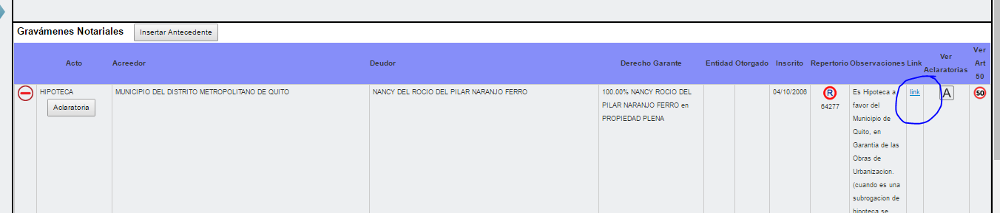 Gravámenes Notariales Insertar Antecedente
Acto Acreedor Deudor Derecho Garante Entidad Otorgado Inscrito Repertorio Observaciones Link Ver Aclaratorias Ver Art 50
HIPOTECA
Aclaratoria
MUNICIPIO DEL DISTRITO METROPOLITANO DE QUITO
NANCY DEL ROCIO DEL PILAR NARANJO FERRO
100.00% NANCY ROCIO DEL
PILAR NARANJO FERRO en
PROPIEDAD PLENA
04/10/2006
R
64277
Es Hipoteca a
favor del
Municipio de
Quito, en
Garantia de las
Obras de
Urbanizacion.
(cuando es una
subrogacion de
hipoteca se
link
A
50